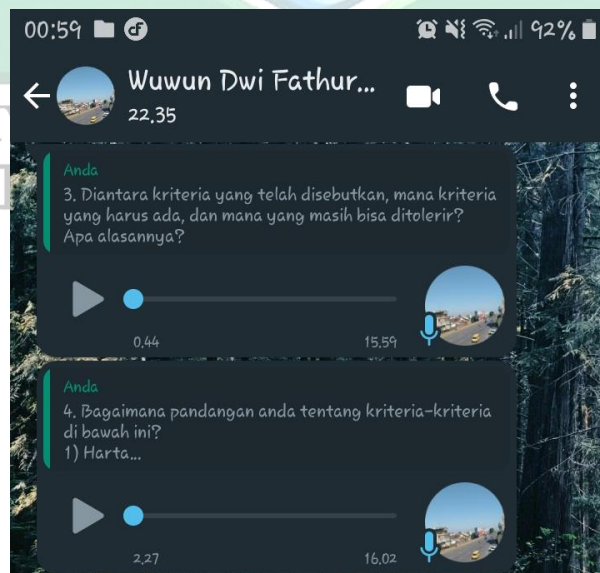 00:59 92%
Wuwun Dwi Fathur...
22.35
Anda
3. Diantara kriteria yang telah disebutkan, mana kriteria
yang harus ada, dan mana yang masih bisa ditolerir?
Apa alasannya?
0.44 15.59
Anda
4. Bagaimana pandangan anda tentang kriteria-kriteria
di bawah ini?
1) Harta...
2.27 16.02